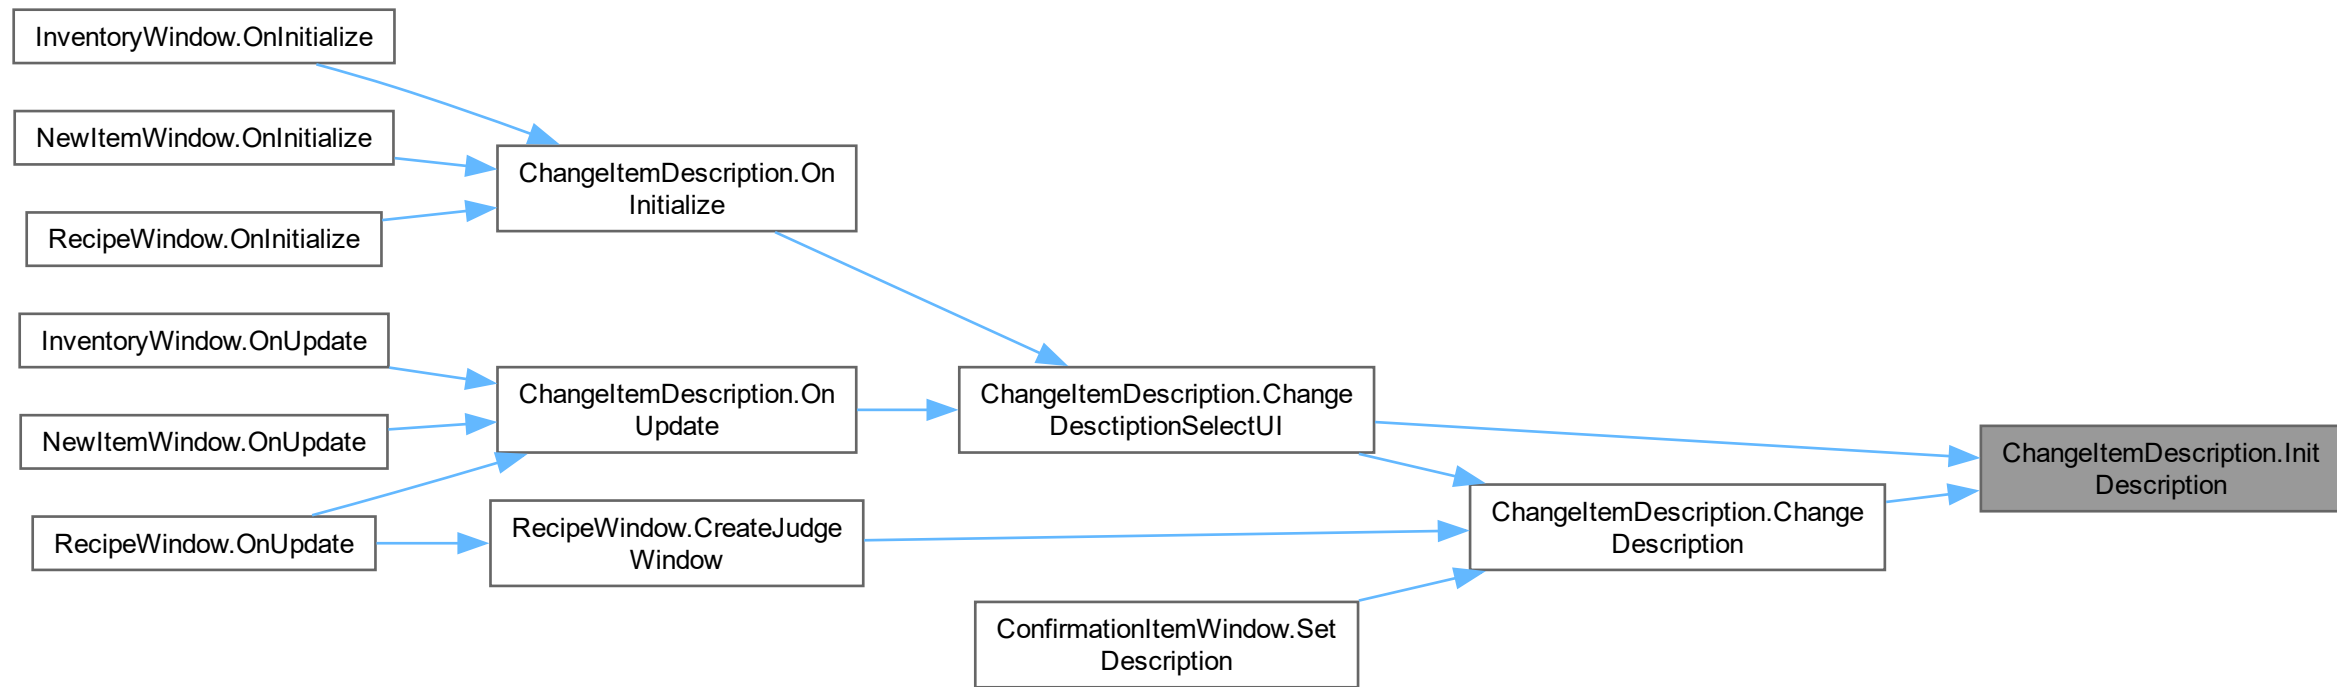 InventoryWindow.OnInitialize
NewItemWindow.OnInitialize
RecipeWindow.OnInitialize
ChangeItemDescription.On
Initialize
InventoryWindow.OnUpdate
NewItemWindow.OnUpdate
RecipeWindow.OnUpdate
ChangeItemDescription.On
Update
RecipeWindow.CreateJudge
Window
ChangeItemDescription.Change
DesctiptionSelectUI
ConfirmationItemWindow.Set
Description
ChangeItemDescription.Change
Description
ChangeItemDescription.Init
Description